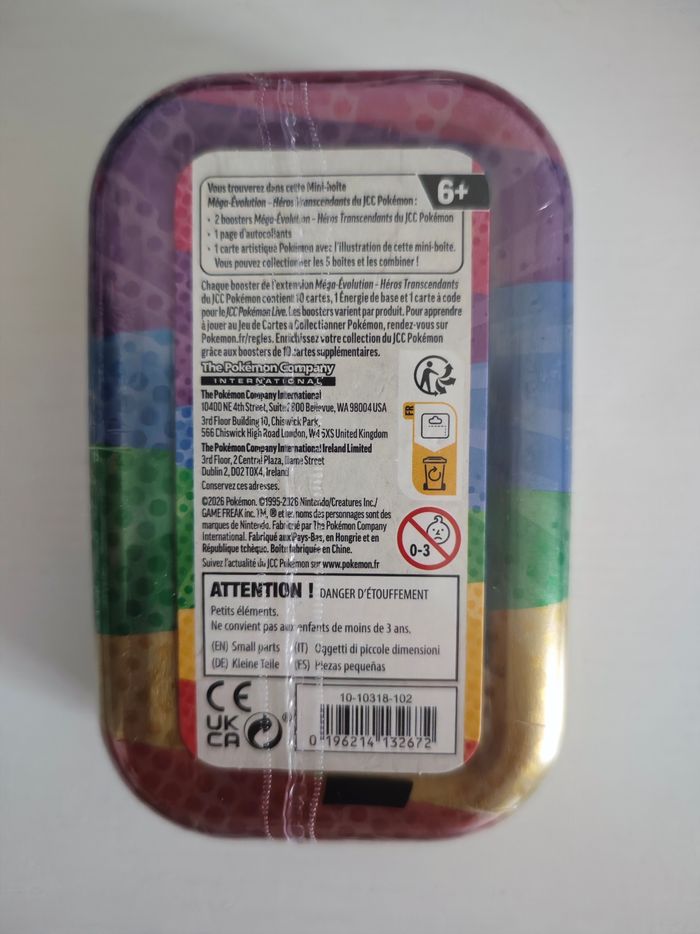 Vous trouverez dans cette Mini-boîte
Méga-Évolution - Héros Transcendants du JCC Pokémon :
6+
• 2 boosters Méga-Évolution - Héros Transcendants du JCC Pokémon
• 1 page d'autocollants
• 1 carte artistique Pokémon avec l'illustration de cette mini-boîte.
Vous pouvez collectionner les 5 boîtes et les combiner !
Chaque booster de l'extension Méga-Évolution - Héros Transcendants
du JCC Pokémon contient 10 cartes, 1 Énergie de base et 1 carte à code
pour le JCC Pokémon Live. Les boosters varient par produit. Pour apprendre
à jouer au Jeu de Cartes à Collectionner Pokémon, rendez-vous sur
Pokemon.fr/regles. Enrichissez votre collection du JCC Pokémon
grâce aux boosters de 10 cartes supplémentaires.
The Pokémon Company
INTERNATIONAL
The Pokémon Company International
10400 NE 4th Street, Suite 2800 Bellevue, WA 98004 USA
3rd Floor Building 10, Chiswick Park,
566 Chiswick High Road London, W4 5XS United Kingdom
The Pokémon Company International Ireland Limited
3rd Floor, 2 Central Plaza, Dame Street
Dublin 2, D02 T0X4, Ireland
Conservez ces adresses.
FR
©2026 Pokémon. ©1995-2026 Nintendo/Creatures Inc./
GAME FREAK inc. TM, ® et les noms des personnages sont des
marques de Nintendo. Fabriqué par The Pokémon Company
International. Fabriqué aux Pays-Bas, en Hongrie et en
République tchèque. Boîte fabriquée en Chine.
Suivez l'actualité du JCC Pokémon sur www.pokemon.fr
0-3
ATTENTION ! DANGER D'ÉTOUFFEMENT
Petits éléments.
Ne convient pas aux enfants de moins de 3 ans.
(EN) Small parts (IT) Oggetti di piccole dimensioni
(DE) Kleine Teile (ES) Piezas pequeñas
CE
UK
CA
®
10-10318-102
0 196214 132672